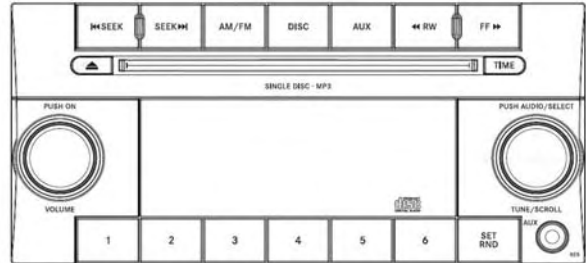 ⏮SEEK SEEK⏭ AM/FM DISC AUX ◀◀ RW FF ▶▶
TIME
SINGLE DISC · MP3
PUSH ON PUSH AUDIO/SELECT
VOLUME TUNE/SCROLL
1 2 3 4 5 6 SET RND AUX